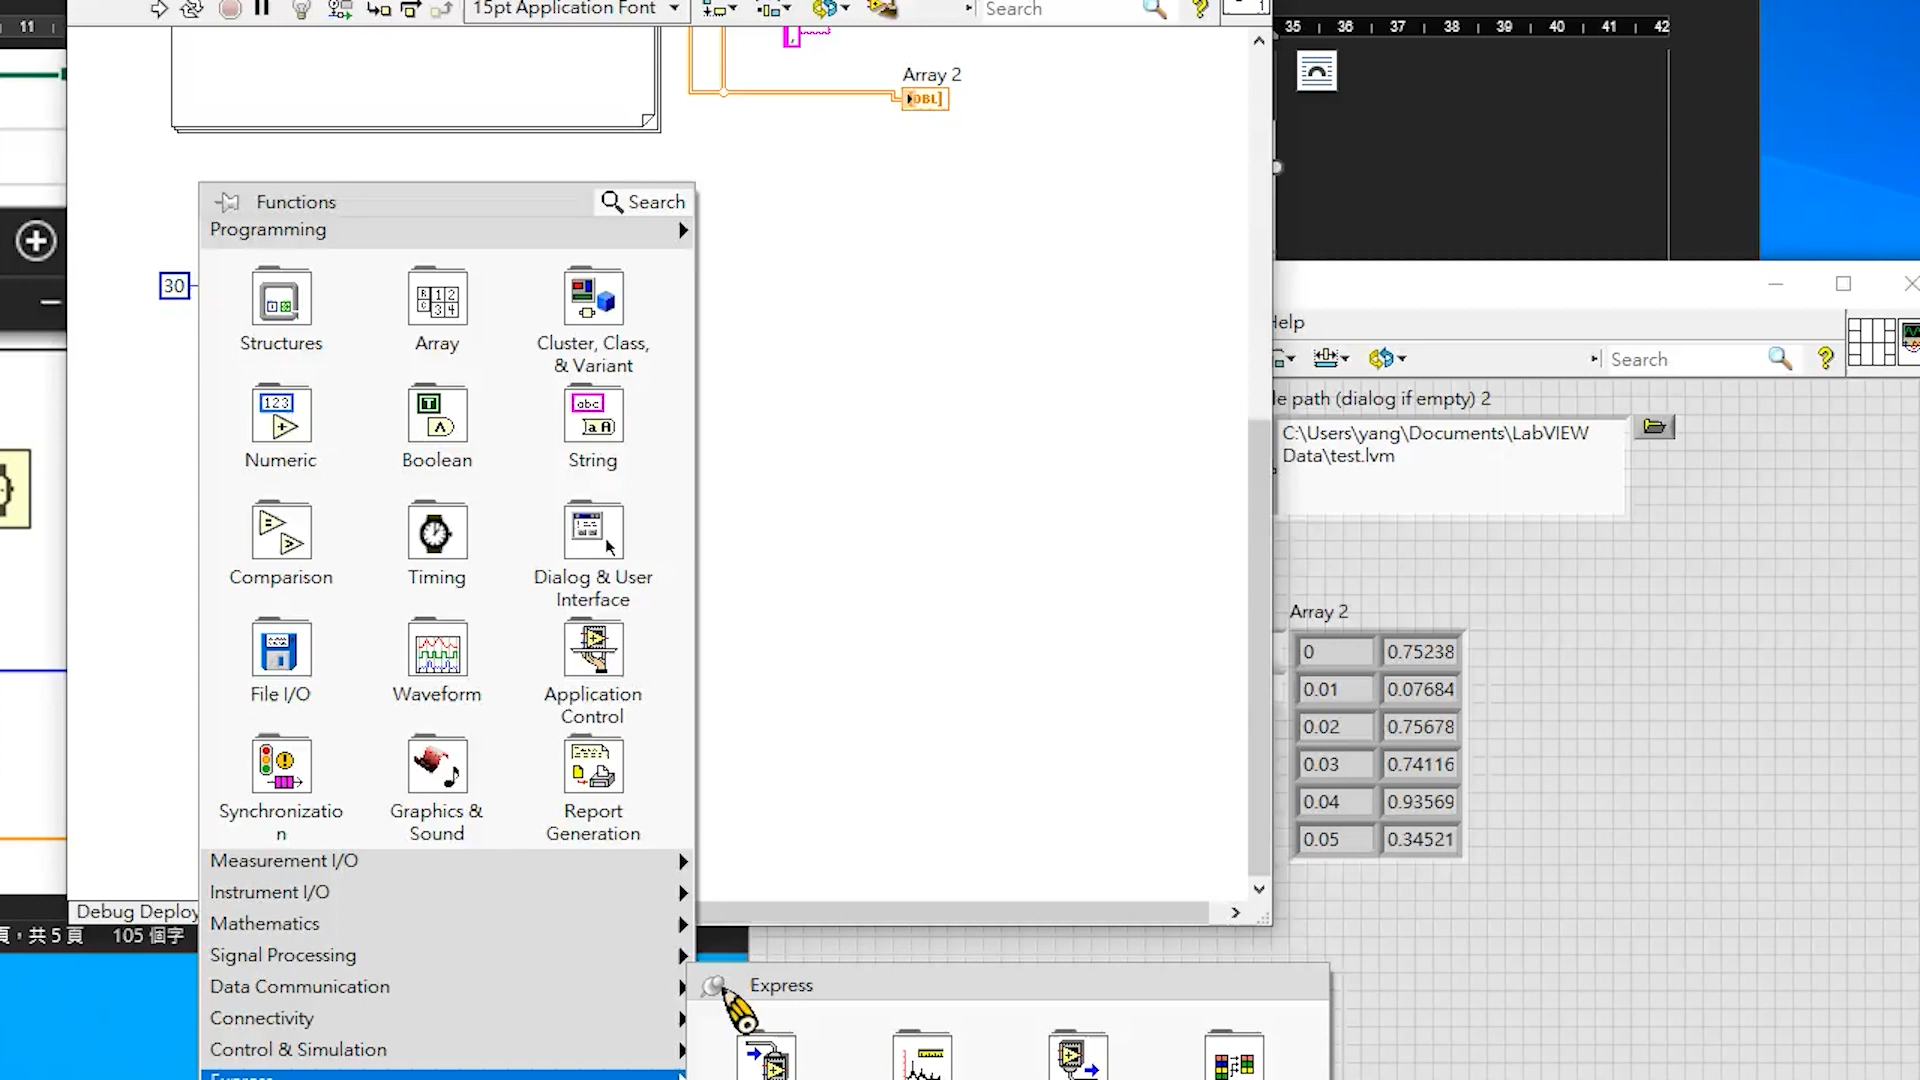 11
15pt Application Font
Search
35 36 37 38 39 40 41 42
Array 2
DBL]
Functions
Search
Programming
30
Structures
Array
Cluster, Class,
& Variant
Numeric
Boolean
String
Comparison
Timing
Dialog & User
Interface
File I/O
Waveform
Application
Control
Synchronizatio
n
Graphics &
Sound
Report
Generation
Measurement I/O
Instrument I/O
Mathematics
Signal Processing
Data Communication
Connectivity
Control & Simulation
Express
Express
Debug Deploy
頁，共 5 頁 105 個字
Help
Search
le path (dialog if empty) 2
C:\Users\yang\Documents\LabVIEW
Data\test.lvm
Array 2
0 0.75238
0.01 0.07684
0.02 0.75678
0.03 0.74116
0.04 0.93569
0.05 0.34521